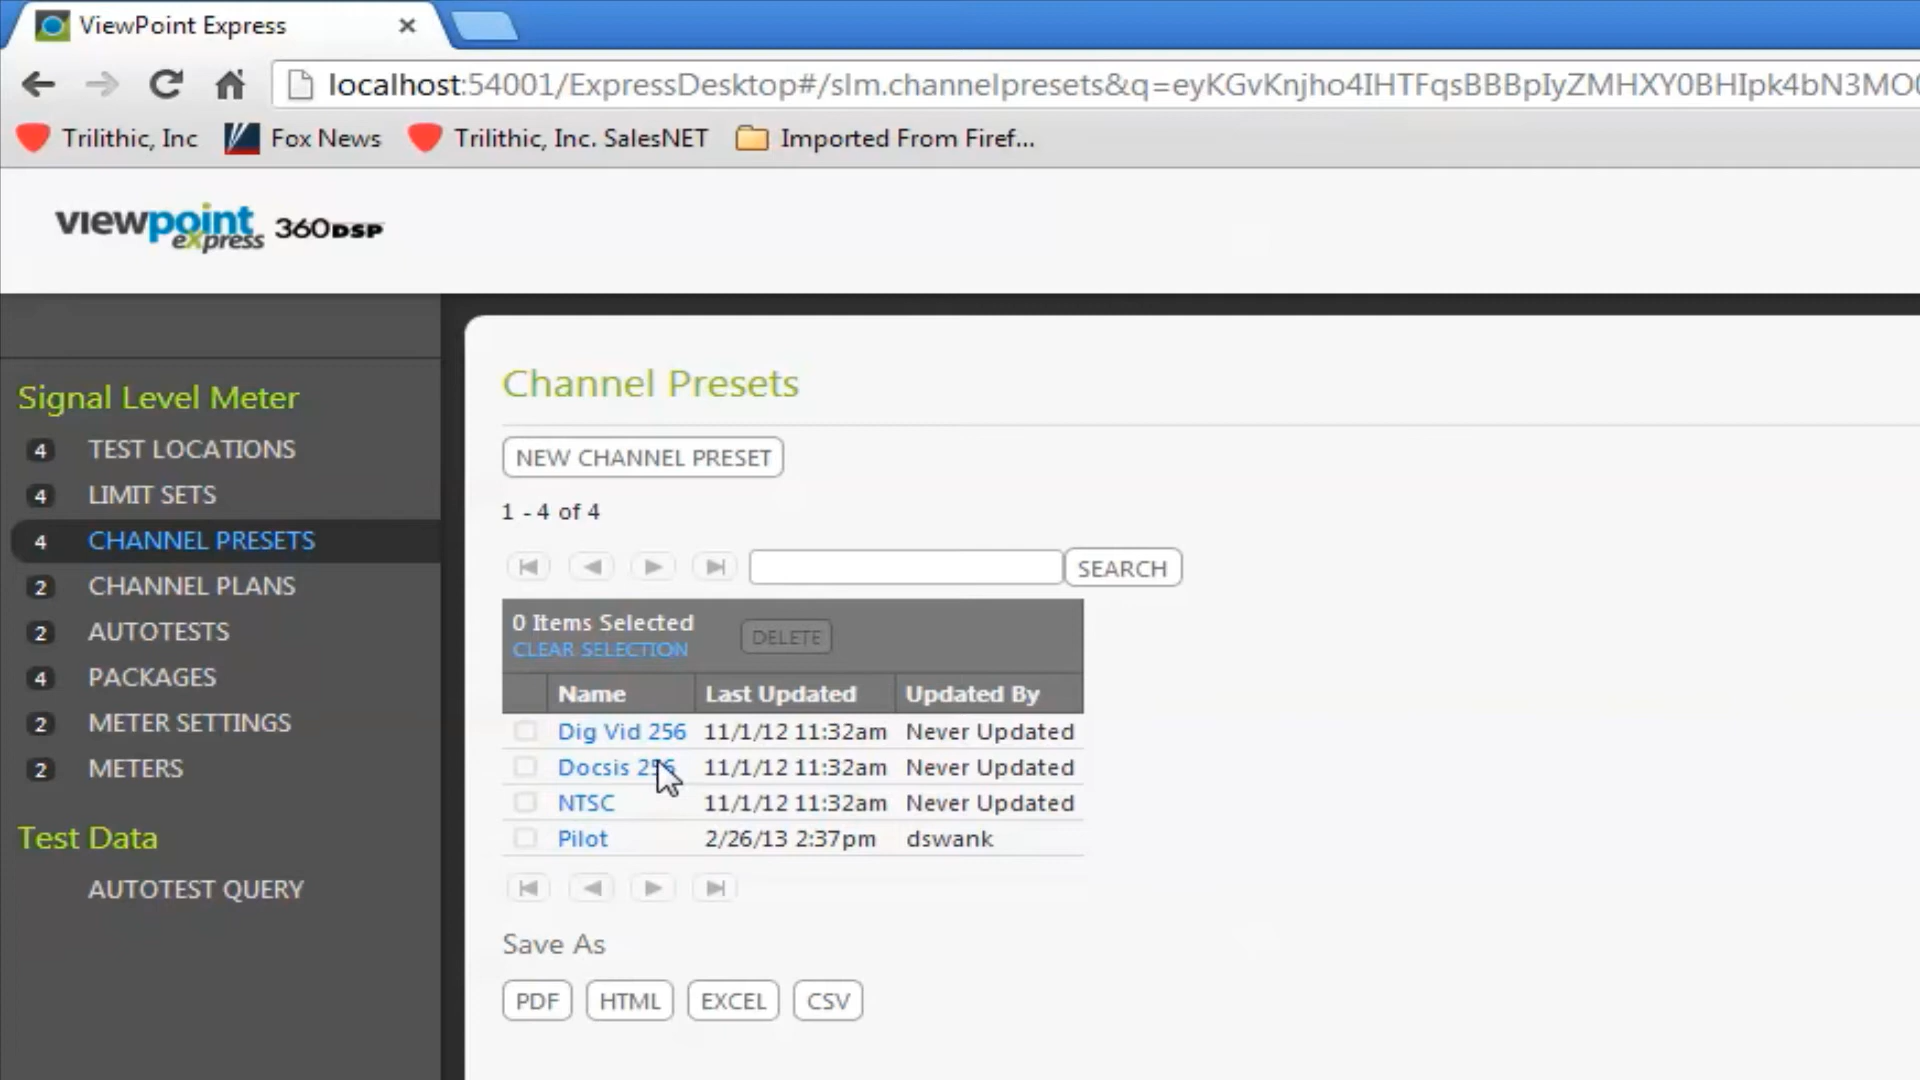 ViewPoint Express
localhost:54001/ExpressDesktop#/slm.channelpresets&q=eyKGvKnjho4IHTFqsBBBpIyZMHXY0BHIpk4bN3MO0
Trilithic, Inc Fox News Trilithic, Inc. SalesNET Imported From Firef...
viewpoint express 360DSP
Signal Level Meter
4 TEST LOCATIONS
4 LIMIT SETS
4 CHANNEL PRESETS
2 CHANNEL PLANS
2 AUTOTESTS
4 PACKAGES
2 METER SETTINGS
2 METERS
Test Data
AUTOTEST QUERY
Channel Presets
NEW CHANNEL PRESET
1 - 4 of 4
SEARCH
0 Items Selected
CLEAR SELECTION
DELETE
Name Last Updated Updated By
Dig Vid 256 11/1/12 11:32am Never Updated
Docsis 256 11/1/12 11:32am Never Updated
NTSC 11/1/12 11:32am Never Updated
Pilot 2/26/13 2:37pm dswank
Save As
PDF HTML EXCEL CSV